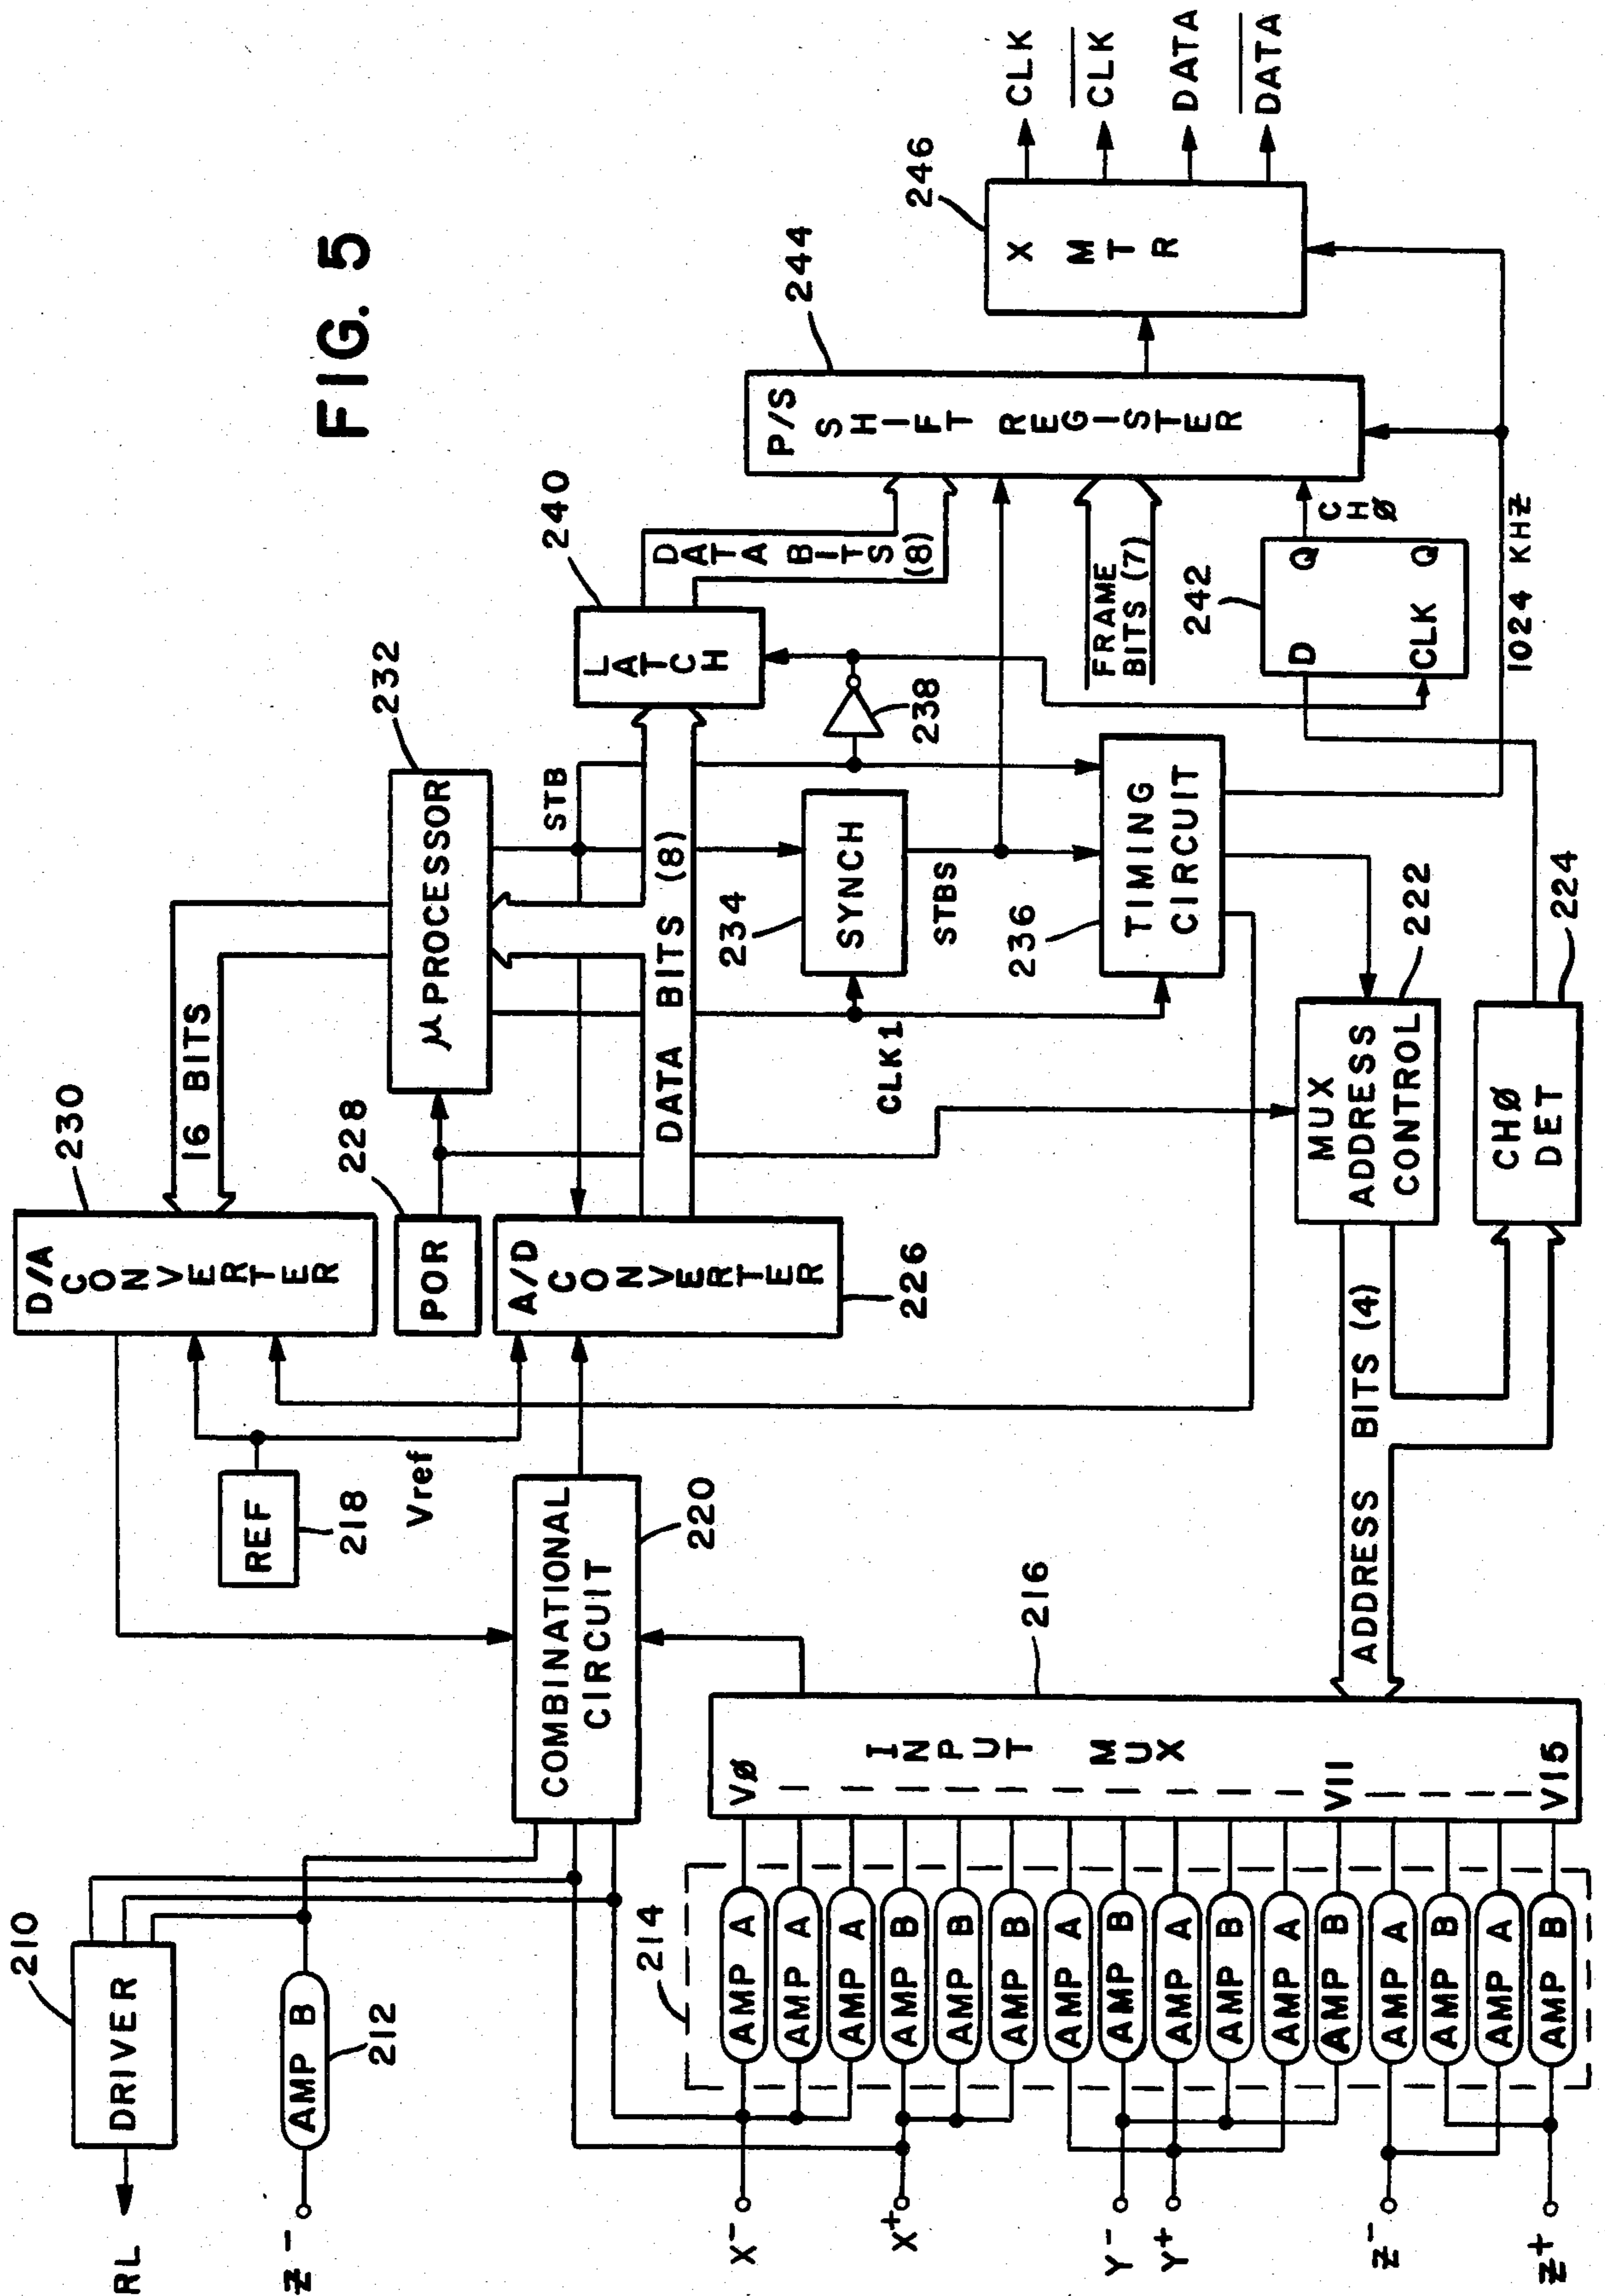 FIG. 5
RL
DRIVER
210
Z-
AMP B
212
X-
X+
Y-
Y+
Z-
Z+
214
AMP A
AMP A
AMP A
AMP B
AMP B
AMP B
AMP A
AMP B
AMP A
AMP B
AMP A
AMP B
AMP A
AMP B
AMP A
AMP B
VØ
V11
V15
INPUT MUX
216
COMBINATIONAL
CIRCUIT
220
REF
218
Vref
D/A
CONVERTER
230
POR
228
A/D
CONVERTER
226
16 BITS
DATA BITS (8)
ADDRESS BITS (4)
µPROCESSOR
232
STB
CLK1
SYNCH
234
STBS
TIMING
CIRCUIT
236
238
MUX
ADDRESS
CONTROL
222
CHØ
DET
224
LATCH
240
DATA BITS
(8)
FRAME
BITS (7)
D
Q
CLK
Q
242
CHØ
1024 KHZ
P/S
SHIFT REGISTER
244
XMTR
246
CLK
C̅L̅K̅
DATA
D̅A̅T̅A̅